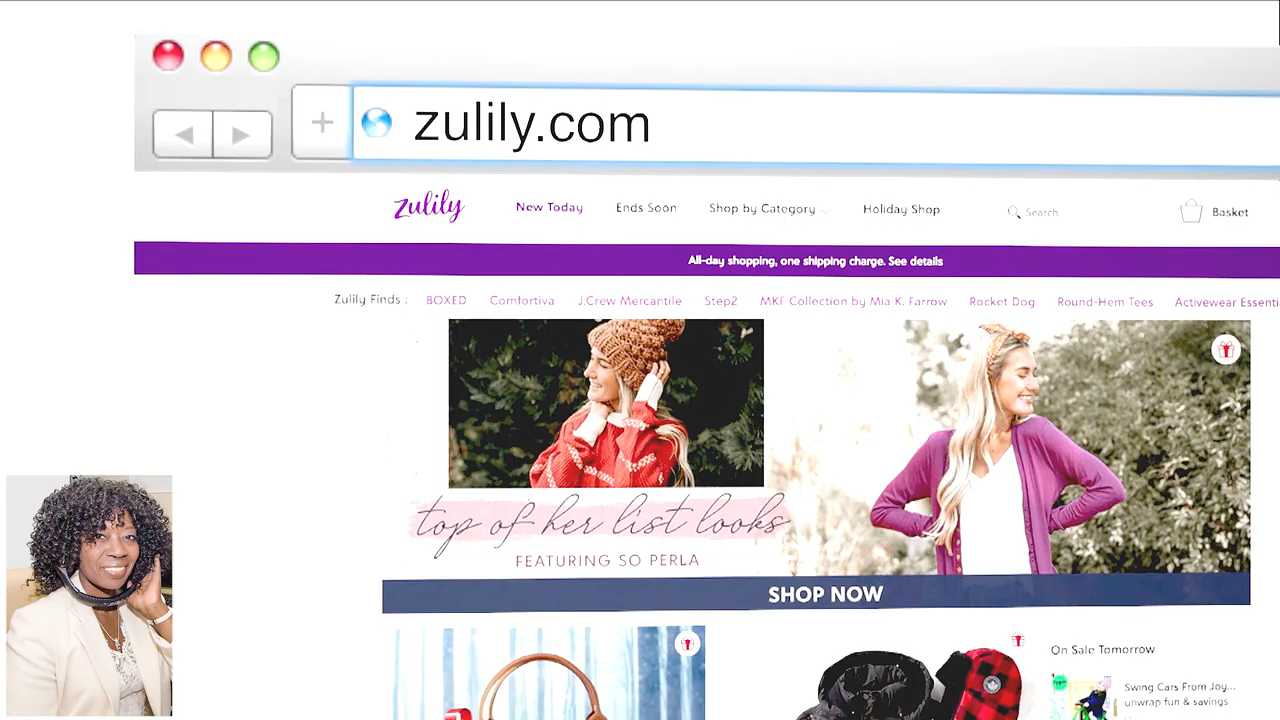 zulily.com
zulily New Today Ends Soon Shop by Category Holiday Shop Search Basket
All-day shopping, one shipping charge. See details
Zulily Finds : BOXED Comfortiva J.Crew Mercantile Step2 MKF Collection by Mia K. Farrow Rocket Dog Round-Hem Tees Activewear Essenti
top of her list looks
FEATURING SO PERLA
SHOP NOW
On Sale Tomorrow
Swing Cars From Joy...
unwrap fun & savings